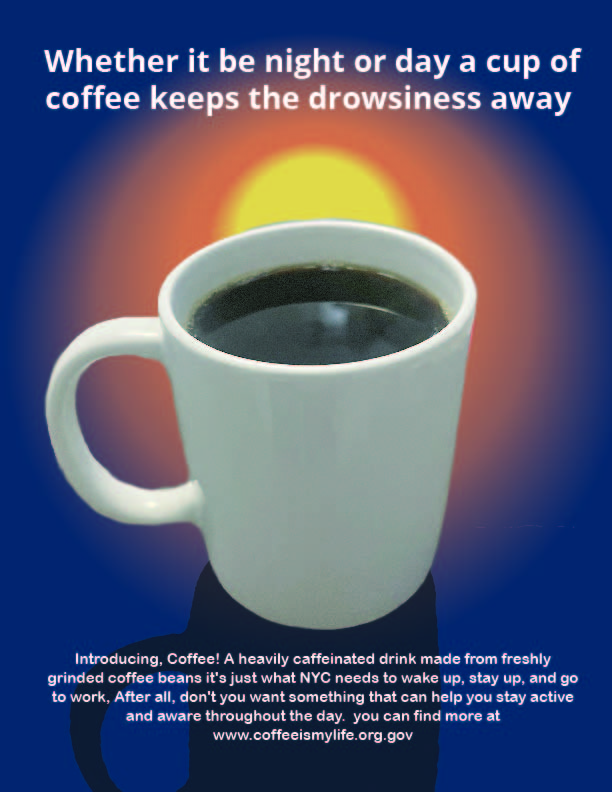 Whether it be night or day a cup of
coffee keeps the drowsiness away
Introducing, Coffee! A heavily caffeinated drink made from freshly
grinded coffee beans it's just what NYC needs to wake up, stay up, and go
to work, After all, don't you want something that can help you stay active
and aware throughout the day.  you can find more at
www.coffeeismylife.org.gov